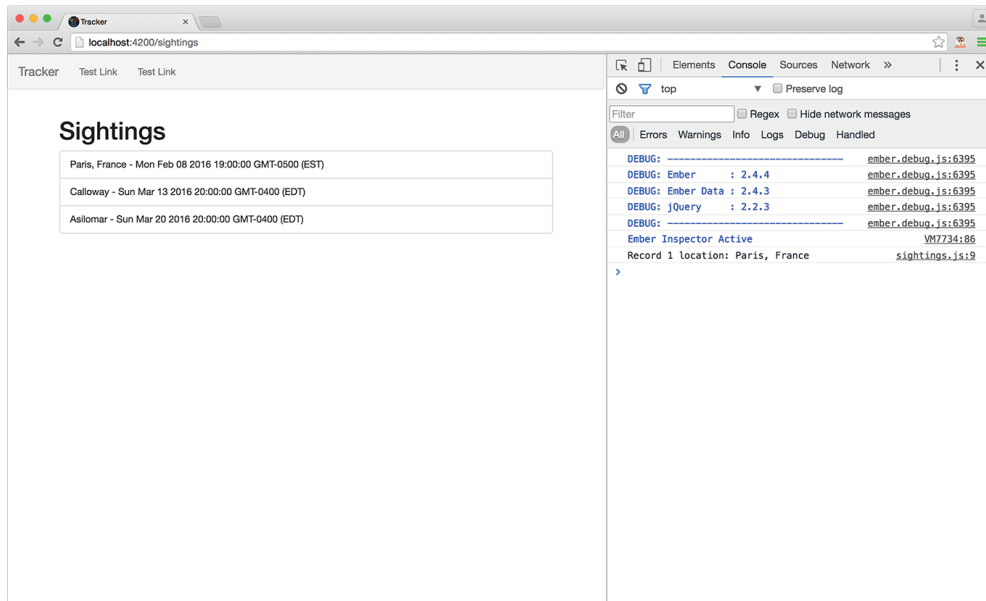 Tracker
localhost:4200/sightings
Tracker Test Link Test Link
Sightings
Paris, France - Mon Feb 08 2016 19:00:00 GMT-0500 (EST)
Calloway - Sun Mar 13 2016 20:00:00 GMT-0400 (EDT)
Asilomar - Sun Mar 20 2016 20:00:00 GMT-0400 (EDT)
Elements Console Sources Network »
top Preserve log
Filter Regex Hide network messages
All Errors Warnings Info Logs Debug Handled
DEBUG: ------------------------------- ember.debug.js:6395
DEBUG: Ember : 2.4.4 ember.debug.js:6395
DEBUG: Ember Data : 2.4.3 ember.debug.js:6395
DEBUG: jQuery : 2.2.3 ember.debug.js:6395
DEBUG: ------------------------------- ember.debug.js:6395
Ember Inspector Active VM7734:86
Record 1 location: Paris, France sightings.js:9
>